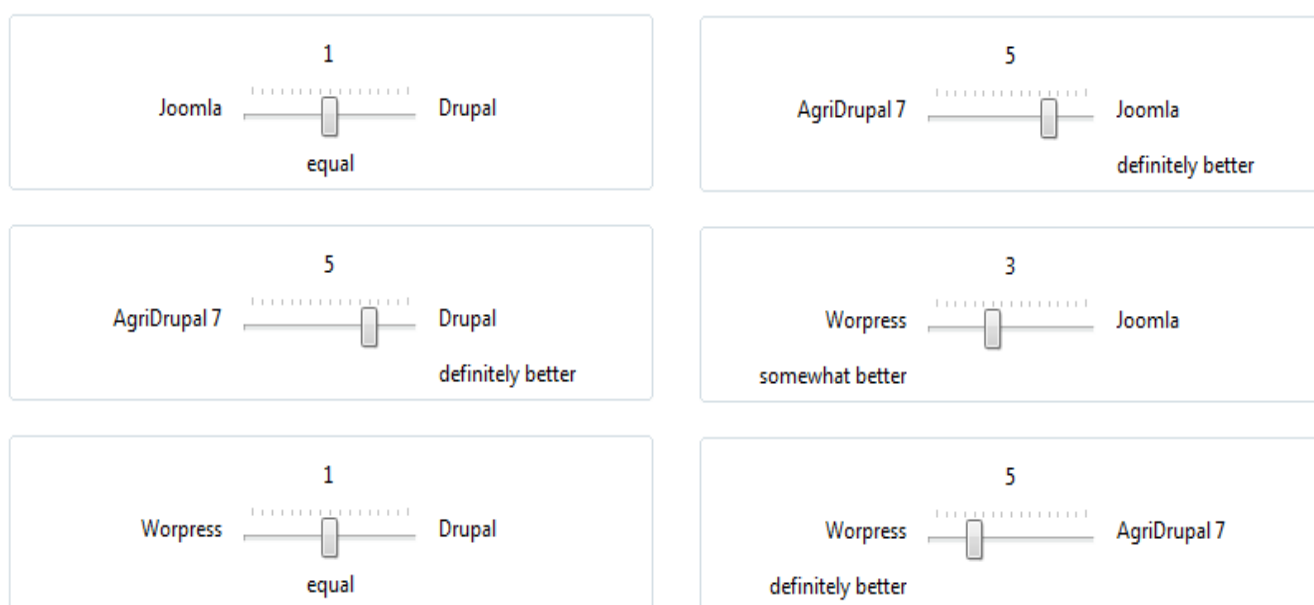 1
Joomla Drupal
equal
5
AgriDrupal 7 Joomla
definitely better
5
AgriDrupal 7 Drupal
definitely better
3
Worpress Joomla
somewhat better
1
Worpress Drupal
equal
5
Worpress AgriDrupal 7
definitely better